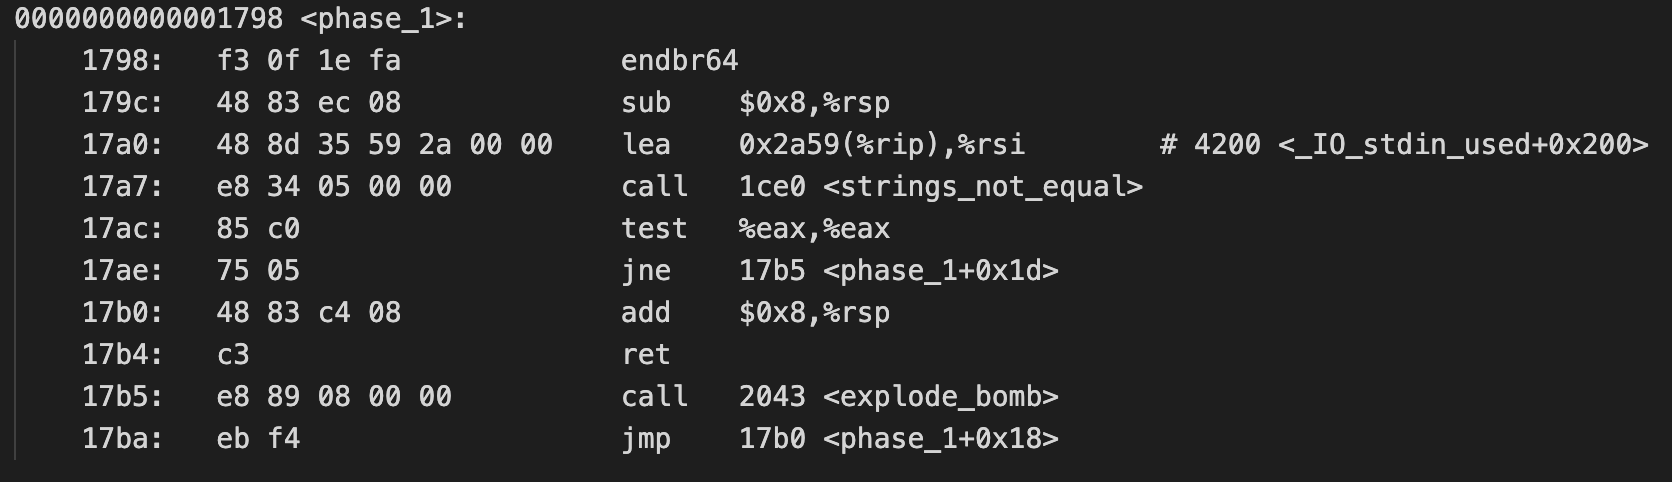 0000000000001798 <phase_1>:
    1798:   f3 0f 1e fa             endbr64
    179c:   48 83 ec 08             sub    $0x8,%rsp
    17a0:   48 8d 35 59 2a 00 00    lea    0x2a59(%rip),%rsi        # 4200 <_IO_stdin_used+0x200>
    17a7:   e8 34 05 00 00          call   1ce0 <strings_not_equal>
    17ac:   85 c0                   test   %eax,%eax
    17ae:   75 05                   jne    17b5 <phase_1+0x1d>
    17b0:   48 83 c4 08             add    $0x8,%rsp
    17b4:   c3                      ret
    17b5:   e8 89 08 00 00          call   2043 <explode_bomb>
    17ba:   eb f4                   jmp    17b0 <phase_1+0x18>